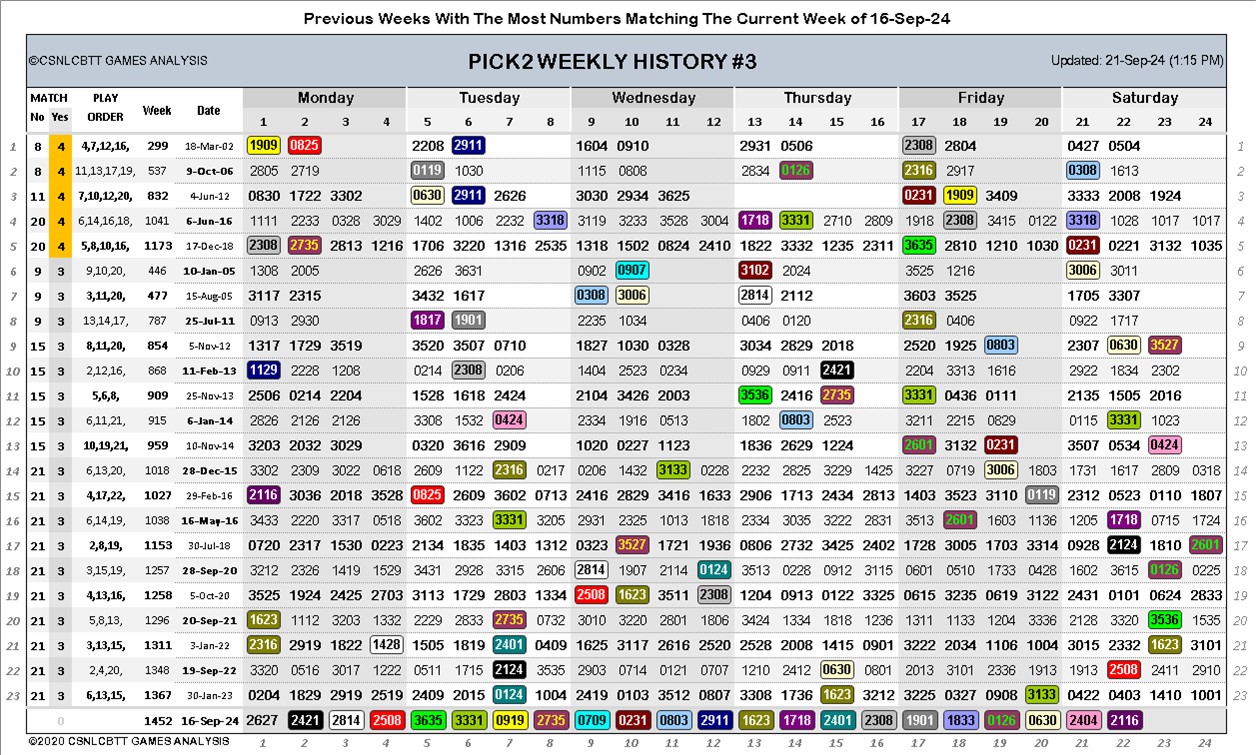 Previous Weeks With The Most Numbers Matching The Current Week of 16-Sep-24
©CSNLCBTT GAMES ANALYSIS PICK2 WEEKLY HISTORY #3 Updated: 21-Sep-24 (1:15 PM)
MATCH PLAY Week Date Monday Tuesday Wednesday Thursday Friday Saturday
No Yes ORDER 1 2 3 4 5 6 7 8 9 10 11 12 13 14 15 16 17 18 19 20 21 22 23 24
1 8 4 4,7,12,16, 299 18-Mar-02 1909 0825 2208 2911 1604 0910 2931 0506 2308 2804 0427 0504 1
2 8 4 11,13,17,19, 537 9-Oct-06 2805 2719 0119 1030 1115 0808 2834 0126 2316 2917 0308 1613 2
3 11 4 7,10,12,20, 832 4-Jun-12 0830 1722 3302 0630 2911 2626 3030 2934 3625 0231 1909 3409 3333 2008 1924 3
4 20 4 6,14,16,18, 1041 6-Jun-16 1111 2233 0328 3029 1402 1006 2232 3318 3119 3233 3528 3004 1718 3331 2710 2809 1918 2308 3415 0122 3318 1028 1017 1017 4
5 20 4 5,8,10,16, 1173 17-Dec-18 2308 2735 2813 1216 1706 3220 1316 2535 1318 1502 0824 2410 1822 3332 1235 2311 3635 2810 1210 1030 0231 0221 3132 1035 5
6 9 3 9,10,20, 446 10-Jan-05 1308 2005 2626 3631 0902 0907 3102 2024 3525 1216 3006 3011 6
7 9 3 3,11,20, 477 15-Aug-05 3117 2315 3432 1617 0308 3006 2814 2112 3603 3525 1705 3307 7
8 9 3 13,14,17, 787 25-Jul-11 0913 2930 1817 1901 2235 1034 0406 0120 2316 0406 0922 1717 8
9 15 3 8,11,20, 854 5-Nov-12 1317 1729 3519 3520 3507 0710 1827 1030 0328 3034 2829 2018 2520 1925 0803 2307 0630 3527 9
10 15 3 2,12,16, 868 11-Feb-13 1129 2228 1208 0214 2308 0206 1404 2523 0234 0929 0911 2421 2204 3313 1616 2922 1834 2302 10
11 15 3 5,6,8, 909 25-Nov-13 2506 0214 2204 1528 1618 2424 2104 3426 2003 3536 2416 2735 3331 0436 0111 2135 1505 2016 11
12 15 3 6,11,21, 915 6-Jan-14 2826 2126 2126 3308 1532 0424 2334 1916 0513 1802 0803 2523 3211 2215 0829 0115 3331 1023 12
13 15 3 10,19,21, 959 10-Nov-14 3203 2032 3029 0320 3616 2909 1020 0227 1123 1836 2629 1224 2601 3132 0231 3507 0534 0424 13
14 21 3 6,13,20, 1018 28-Dec-15 3302 2309 3022 0618 2609 1122 2316 0217 0206 1432 3133 0228 2232 2825 3229 1425 3227 0719 3006 1803 1731 1617 2809 0318 14
15 21 3 4,17,22, 1027 29-Feb-16 2116 3036 2018 3528 0825 2609 3602 0713 2416 2829 3416 1633 2906 1713 2434 2813 1403 3523 3110 0119 2312 0523 0110 1807 15
16 21 3 6,14,19, 1038 16-May-16 3433 2220 3317 0518 3602 3323 3331 3205 2931 2325 1013 1818 2334 3035 3222 2831 3513 2601 1603 1136 1205 1718 0715 1724 16
17 21 3 2,8,19, 1153 30-Jul-18 0720 2317 1530 0223 2134 1835 1403 1312 0323 3527 1721 1936 0806 2732 3425 2402 1728 3005 1703 3314 0928 2124 1810 2601 17
18 21 3 3,15,19, 1257 28-Sep-20 3212 2326 1419 1529 3431 2928 3315 2606 2814 1907 2114 0124 3513 0228 0912 3115 0601 0510 1733 0428 1602 3615 0126 0225 18
19 21 3 4,13,16, 1258 5-Oct-20 3525 1924 2425 2703 3113 1729 2803 1334 2508 1623 3511 2308 1204 0913 0122 3325 0615 3235 0619 3122 2431 0101 0624 2833 19
20 21 3 5,8,13, 1296 20-Sep-21 1623 1112 3203 1332 2229 2831 2735 0732 3010 3220 2801 1806 3424 1334 1818 1236 1311 1133 1204 3336 2128 3320 3536 1535 20
21 21 3 3,13,15, 1311 3-Jan-22 2316 2919 1822 1428 1505 1819 2401 0409 1625 3117 2616 2526 2528 2008 1415 0901 3222 2034 1106 1004 3015 2332 1623 3101 21
22 21 3 2,4,20, 1348 19-Sep-22 3320 0516 3017 1222 0511 1715 2124 3535 2903 0714 0121 0707 1210 2412 0630 0801 2013 3101 2336 1913 1913 2508 2411 2910 22
23 21 3 6,13,15, 1367 30-Jan-23 0204 1829 2919 2519 2409 2015 0124 1004 2419 0103 3512 0807 3308 1736 1623 3212 3225 0327 0908 3133 0422 0403 1410 1001 23
0 1452 16-Sep-24 2627 2421 2814 2508 3635 3331 0919 2735 0709 0231 0803 2911 1623 1718 2401 2308 1901 1833 0126 0630 2404 2116
©2020 CSNLCBTT GAMES ANALYSIS 1 2 3 4 5 6 7 8 9 10 11 12 13 14 15 16 17 18 19 20 21 22 23 24